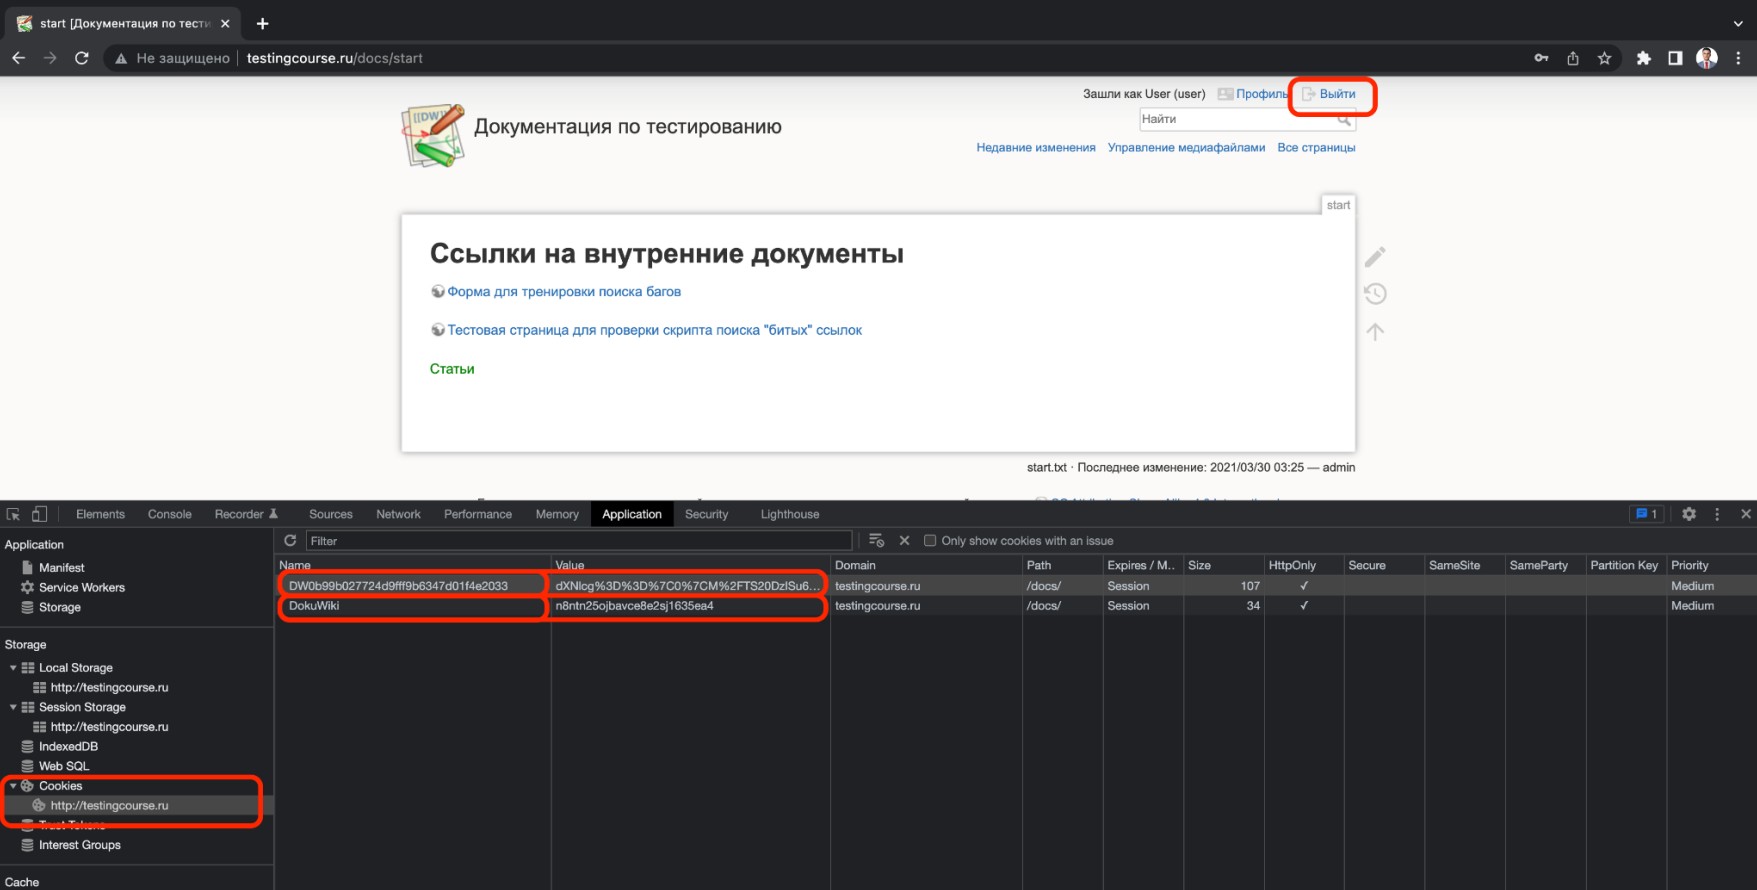 start [Документация по тести
Не защищено testingcourse.ru/docs/start
Зашли как User (user) Профиль Выйти
[[DW]]
Документация по тестированию
Найти
Недавние изменения Управление медиафайлами Все страницы
start
Ссылки на внутренние документы
Форма для тренировки поиска багов
Тестовая страница для проверки скрипта поиска "битых" ссылок
Статьи
start.txt · Последнее изменение: 2021/03/30 03:25 — admin
Elements Console Recorder Sources Network Performance Memory Application Security Lighthouse 1
Application
Filter
Only show cookies with an issue
Manifest
Service Workers
Storage
Name Value Domain Path Expires / M.. Size HttpOnly Secure SameSite SameParty Partition Key Priority
DW0b99b027724d9fff9b6347d01f4e2033 dXNlcg%3D%3D%7C0%7CM%2FTS20DzISu6... testingcourse.ru /docs/ Session 107 ✓ Medium
DokuWiki n8ntn25ojbavce8e2sj1635ea4 testingcourse.ru /docs/ Session 34 ✓ Medium
Storage
Local Storage
http://testingcourse.ru
Session Storage
http://testingcourse.ru
IndexedDB
Web SQL
Cookies
http://testingcourse.ru
Trust Tokens
Interest Groups
Cache